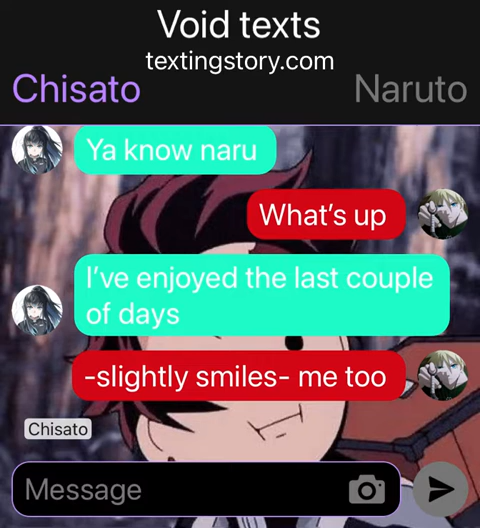 Void texts
textingstory.com
Chisato
Naruto
Ya know naru
What's up
I've enjoyed the last couple
of days
-slightly smiles- me too
Chisato
Message